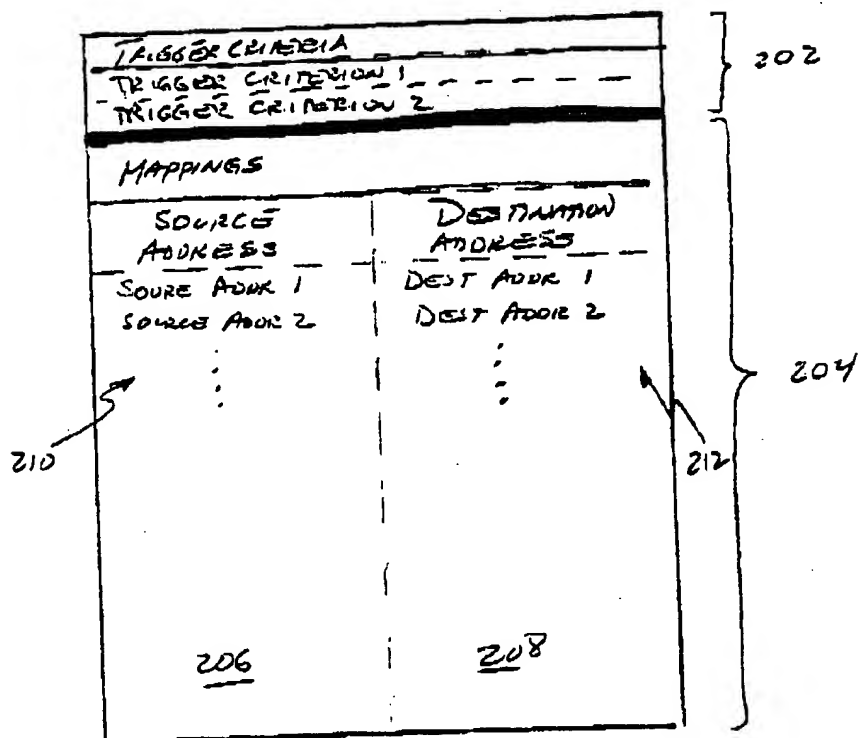 TRIGGER CRITERIA
TRIGGER CRITERION 1
TRIGGER CRITERION 2
202
MAPPINGS
SOURCE ADDRESS
DESTINATION ADDRESS
SOURE ADDR 1
DEST ADDR 1
SOURCE ADDR 2
DEST ADDR 2
204
210
212
206
208